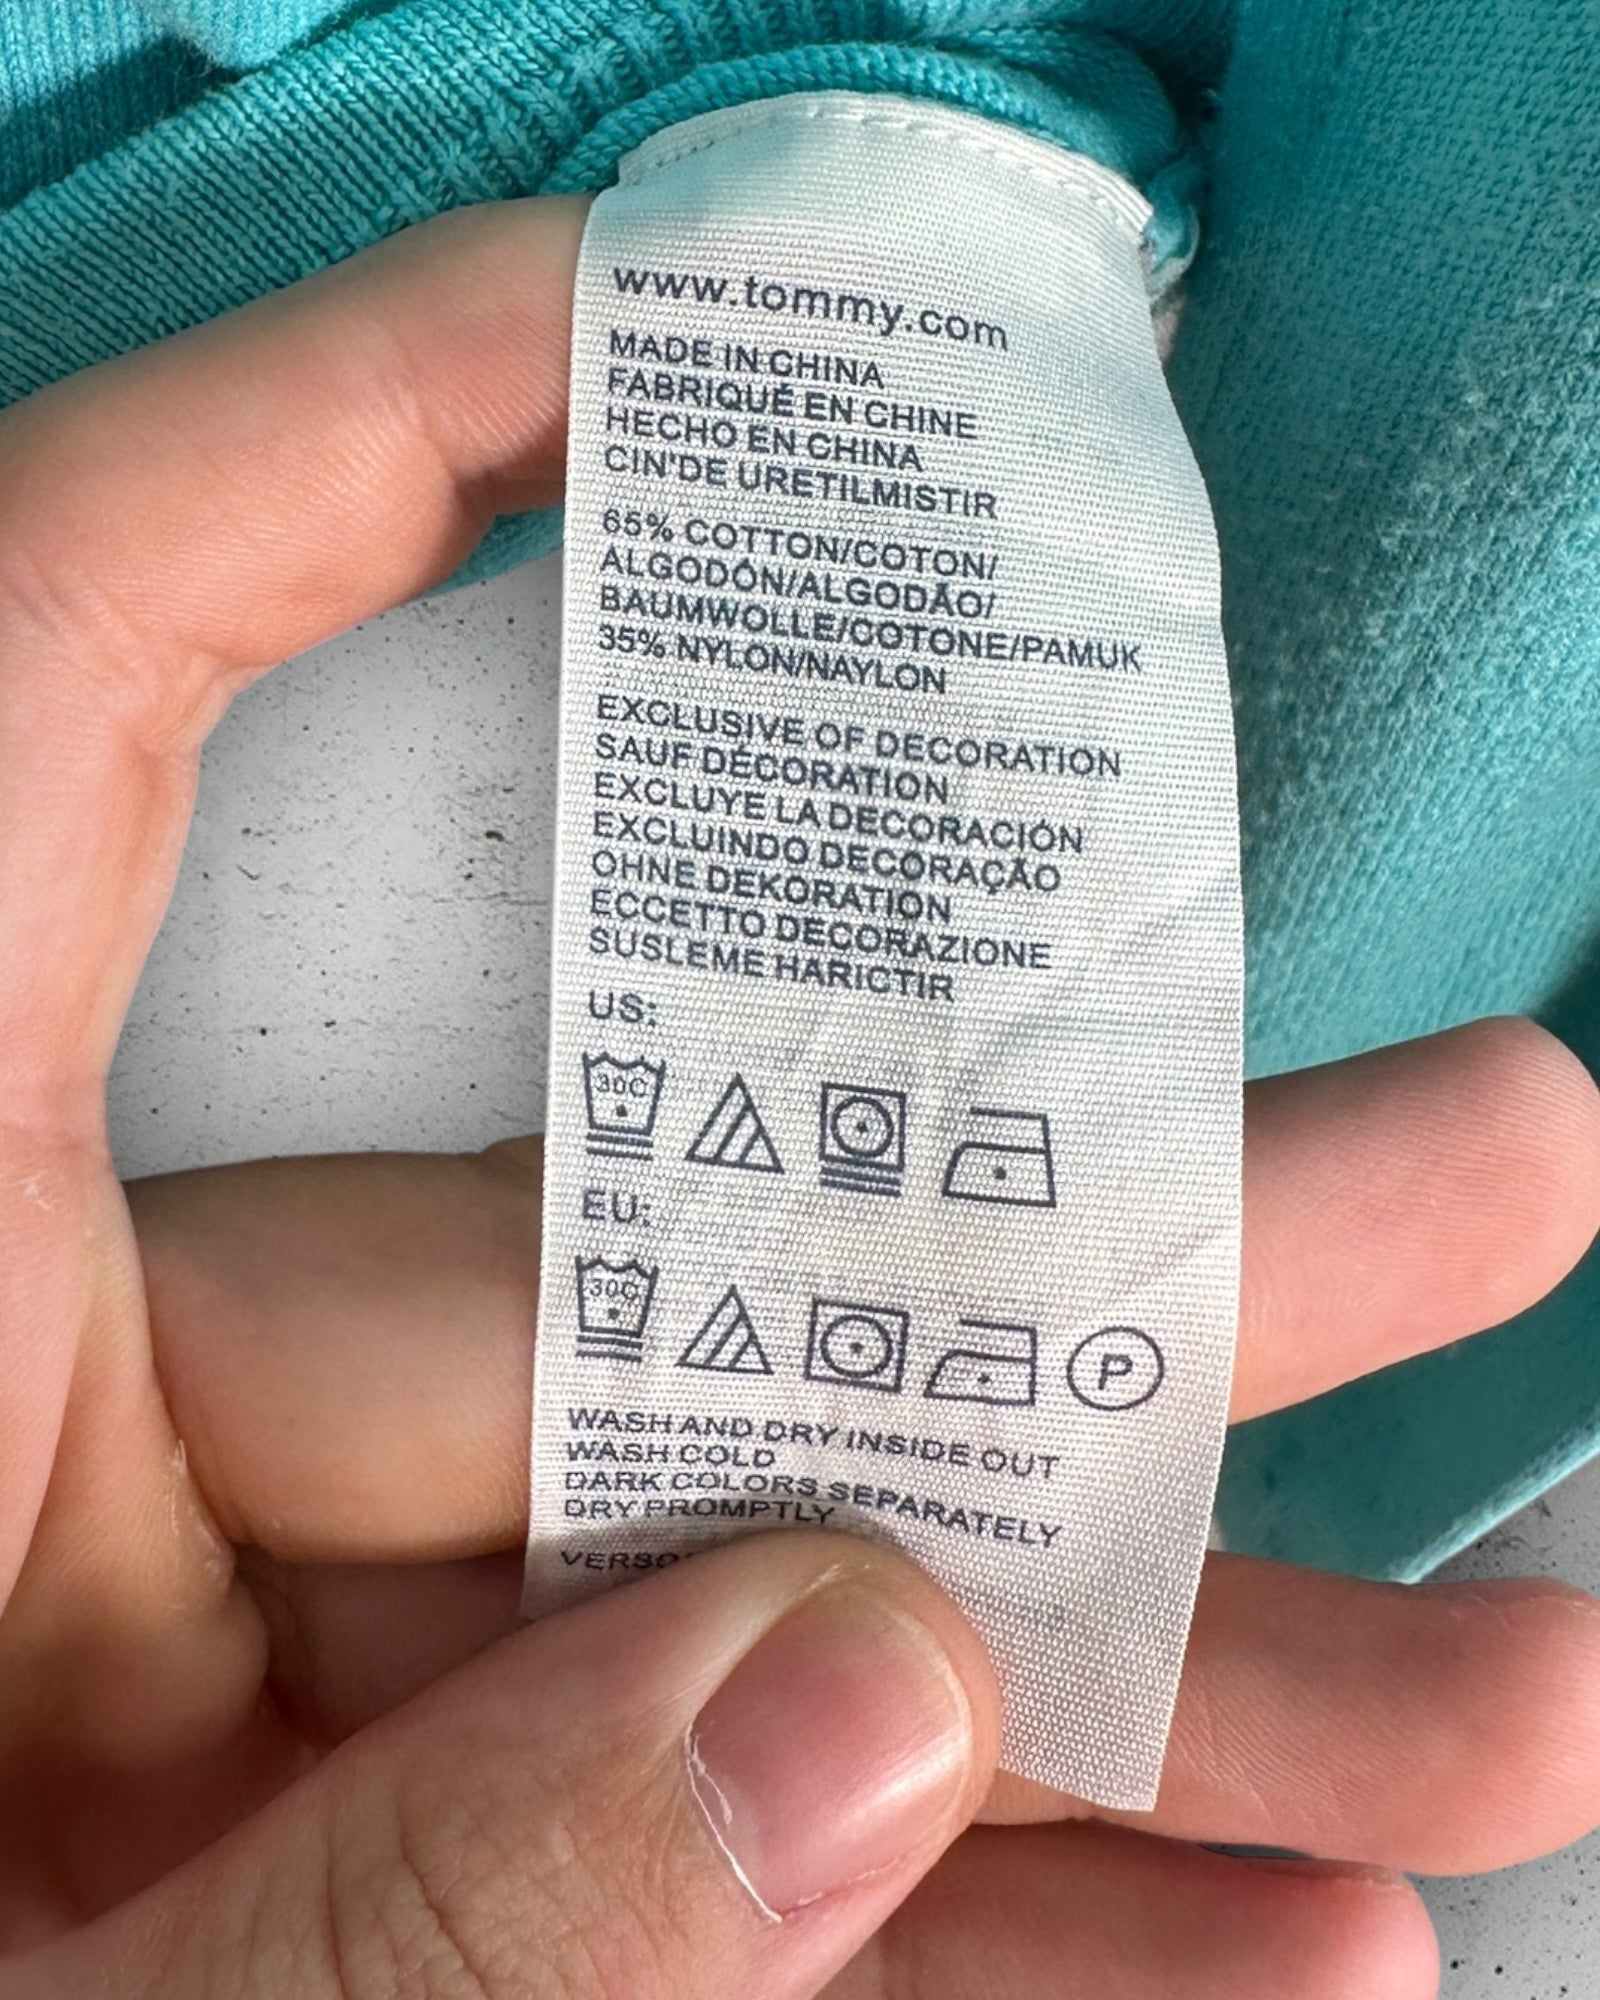 www.tommy.com
MADE IN CHINA
FABRIQUÉ EN CHINE
HECHO EN CHINA
CIN'DE URETILMISTIR
65% COTTON/COTON/
ALGODÓN/ALGODÃO/
BAUMWOLLE/COTONE/PAMUK
35% NYLON/NAYLON
EXCLUSIVE OF DECORATION
SAUF DÉCORATION
EXCLUYE LA DECORACIÓN
EXCLUINDO DECORAÇÃO
OHNE DEKORATION
ECCETTO DECORAZIONE
SUSLEME HARICTIR
US:
30C
EU:
30C
P
WASH AND DRY INSIDE OUT
WASH COLD
DARK COLORS SEPARATELY
DRY PROMPTLY